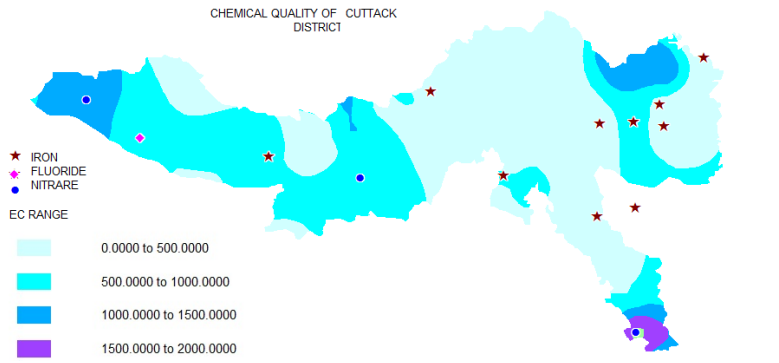 CHEMICAL QUALITY OF CUTTACK
DISTRICT
IRON
FLUORIDE
NITRARE
EC RANGE
0.0000 to 500.0000
500.0000 to 1000.0000
1000.0000 to 1500.0000
1500.0000 to 2000.0000